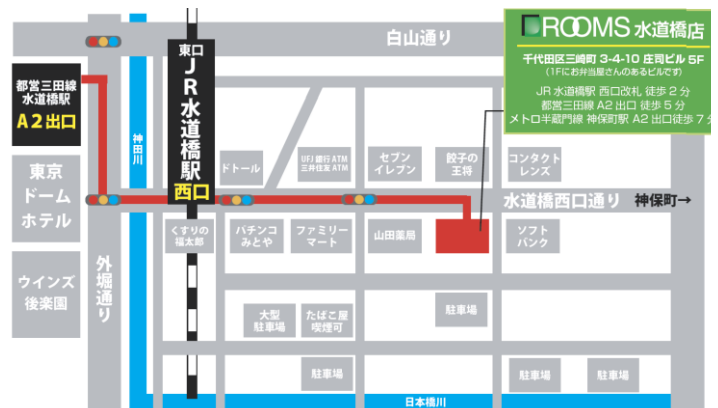 白山通り
ROOMS 水道橋店
千代田区三崎町 3-4-10 庄司ビル 5F
(1Fにお弁当屋さんのあるビルです)
JR 水道橋駅 西口改札 徒歩 2 分
都営三田線 A2 出口 徒歩 5 分
メトロ半蔵門線 神保町駅 A2 出口徒歩 7 分
都営三田線
水道橋駅
A2出口
東口
JR水道橋駅
西口
神田川
東京
ドーム
ホテル
ドトール
UFJ 銀行 ATM
三井住友 ATM
セブン
イレブン
餃子の
王将
コンタクト
レンズ
水道橋西口通り
神保町→
くすりの
福太郎
パチンコ
みとや
ファミリー
マート
山田薬局
ソフト
バンク
外堀通り
ウインズ
後楽園
大型
駐車場
たばこ屋
喫煙可
駐車場
駐車場
駐車場
駐車場
日本橋川